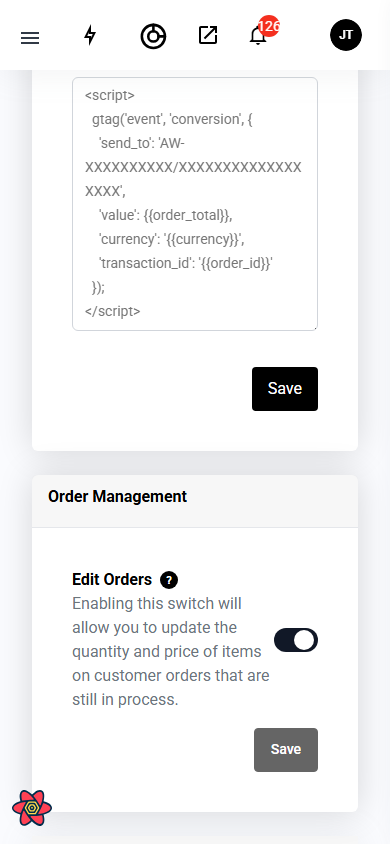 126
JT
<script>
gtag('event', 'conversion', {
'send_to': 'AW-
XXXXXXXXXX/XXXXXXXXXXXXXX
XXXX',
'value': {{order_total}},
'currency': '{{currency}}',
'transaction_id': '{{order_id}}'
});
</script>
Save
Order Management
Edit Orders ?
Enabling this switch will
allow you to update the
quantity and price of items
on customer orders that are
still in process.
Save